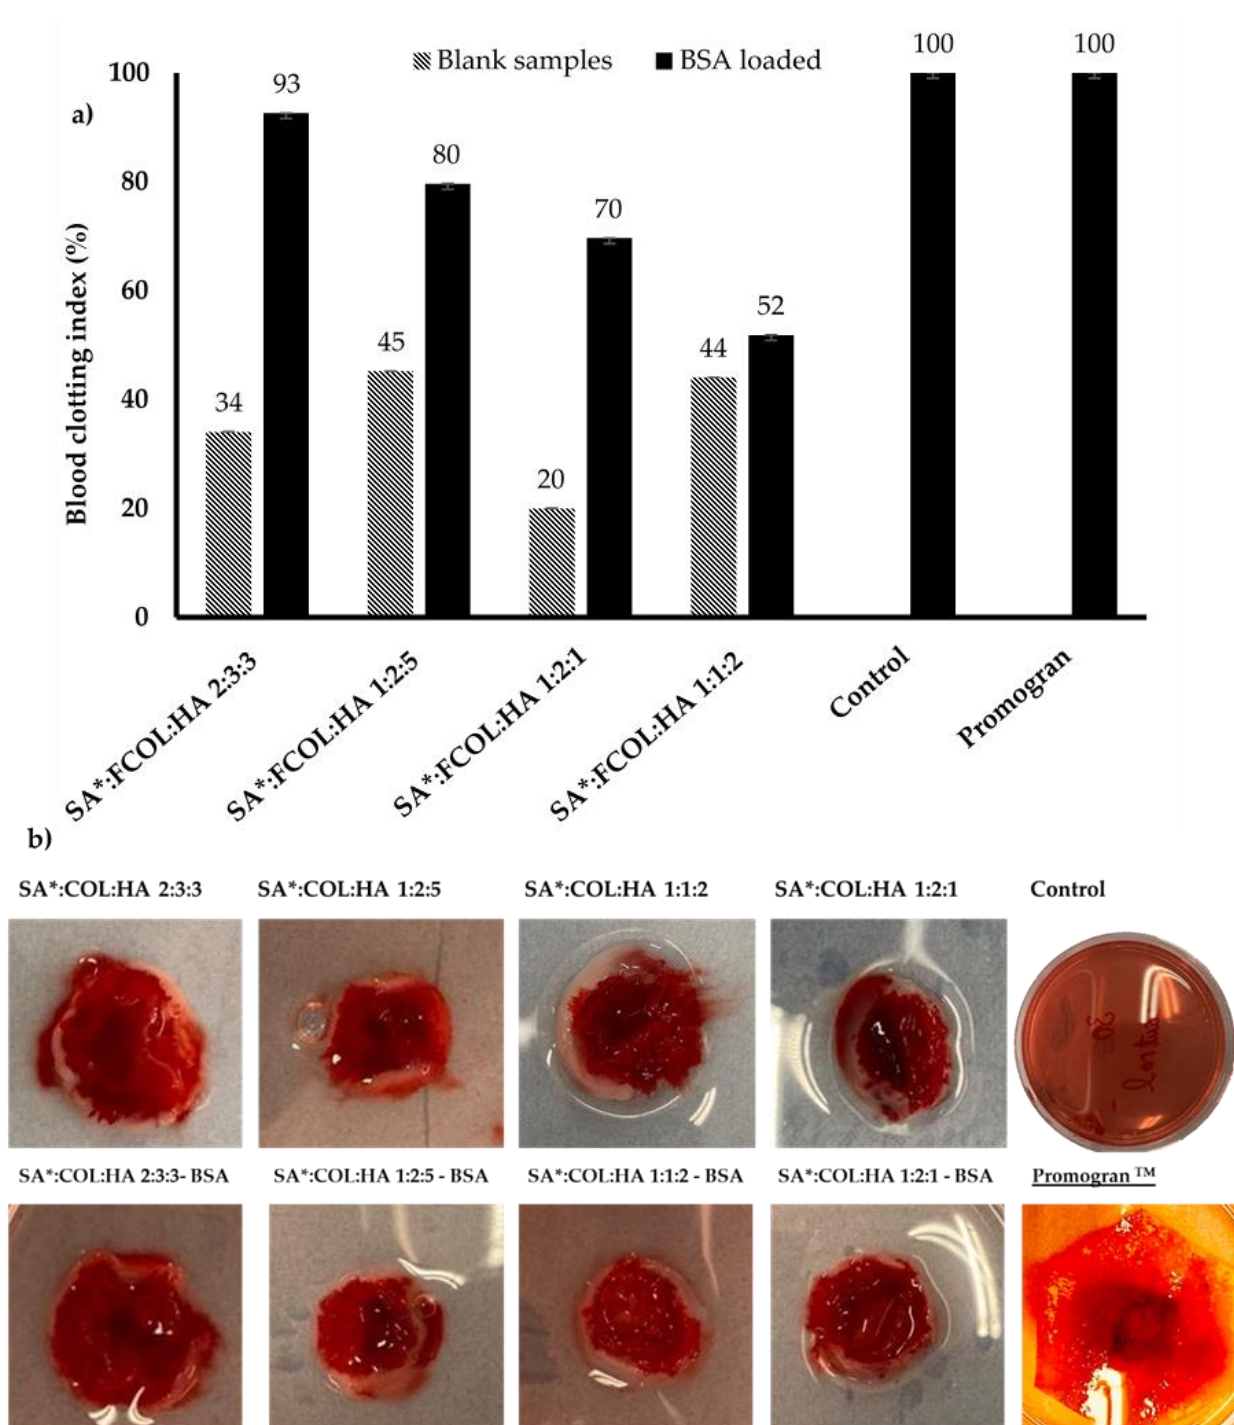 100 100
Blank samples BSA loaded
100
93
a)
80
80
70
60
52
45
44
40
34
20
20
0
Blood clotting index (%)
SA*:FCOL:HA 2:3:3
SA*:FCOL:HA 1:2:5
SA*:FCOL:HA 1:2:1
SA*:FCOL:HA 1:1:2
Control
Promogran
b)
SA*:COL:HA 2:3:3 SA*:COL:HA 1:2:5 SA*:COL:HA 1:1:2 SA*:COL:HA 1:2:1 Control
SA*:COL:HA 2:3:3- BSA SA*:COL:HA 1:2:5 - BSA SA*:COL:HA 1:1:2 - BSA SA*:COL:HA 1:2:1 - BSA Promogran TM